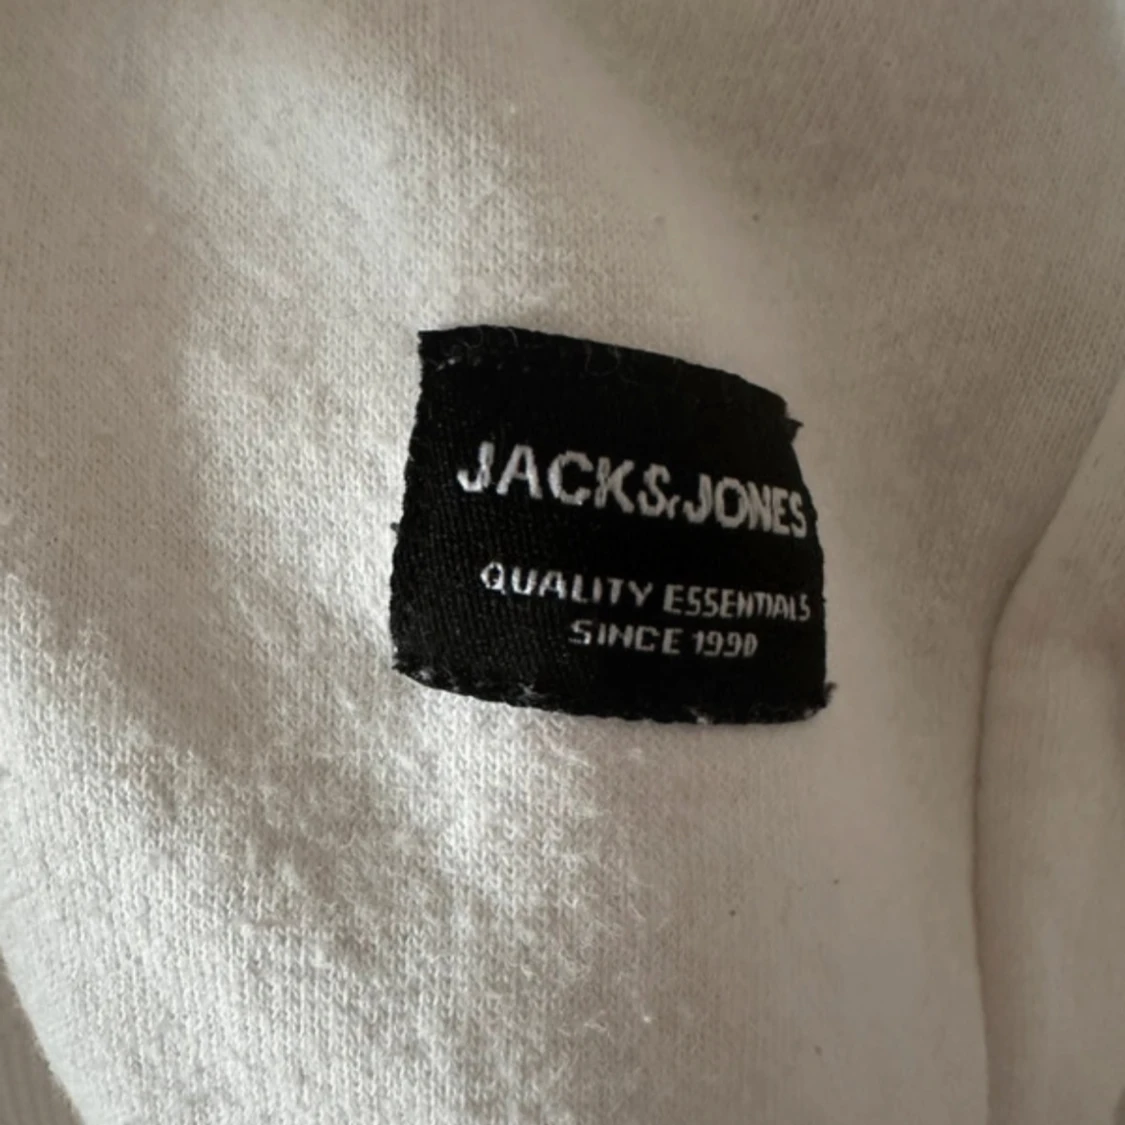 JACK&JONES
QUALITY ESSENTIALS
SINCE 1990